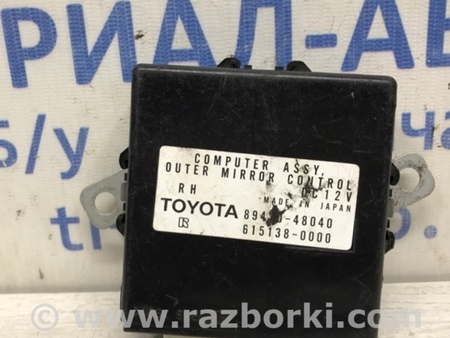 РИАЛ-АВ
б/у
ча
COMPUTER ASSY,
OUTER MIRROR CONTROL
RH DC12V
MADE IN JAPAN
TOYOTA 48040
615138-0000
www.razborki.com